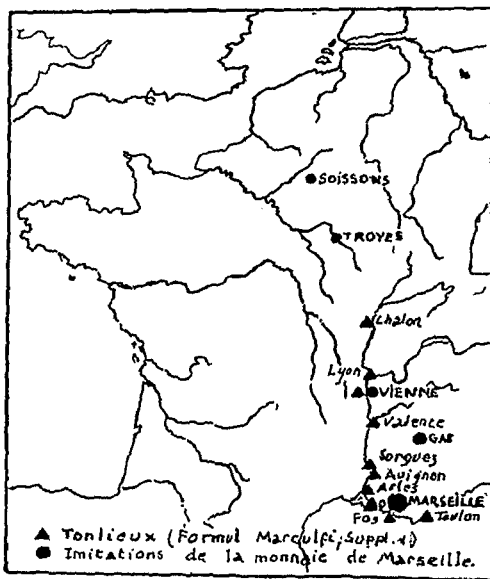 SOISSONS
TROYES
Chalon
Lyon
VIENNE
Valence
GAP
Sorgues
Avignon
Arles
MARSEILLE
Fos
Toulon
Tonlieux (Formul Marculfi, Suppl. 1)
Imitations de la monnaie de Marseille.